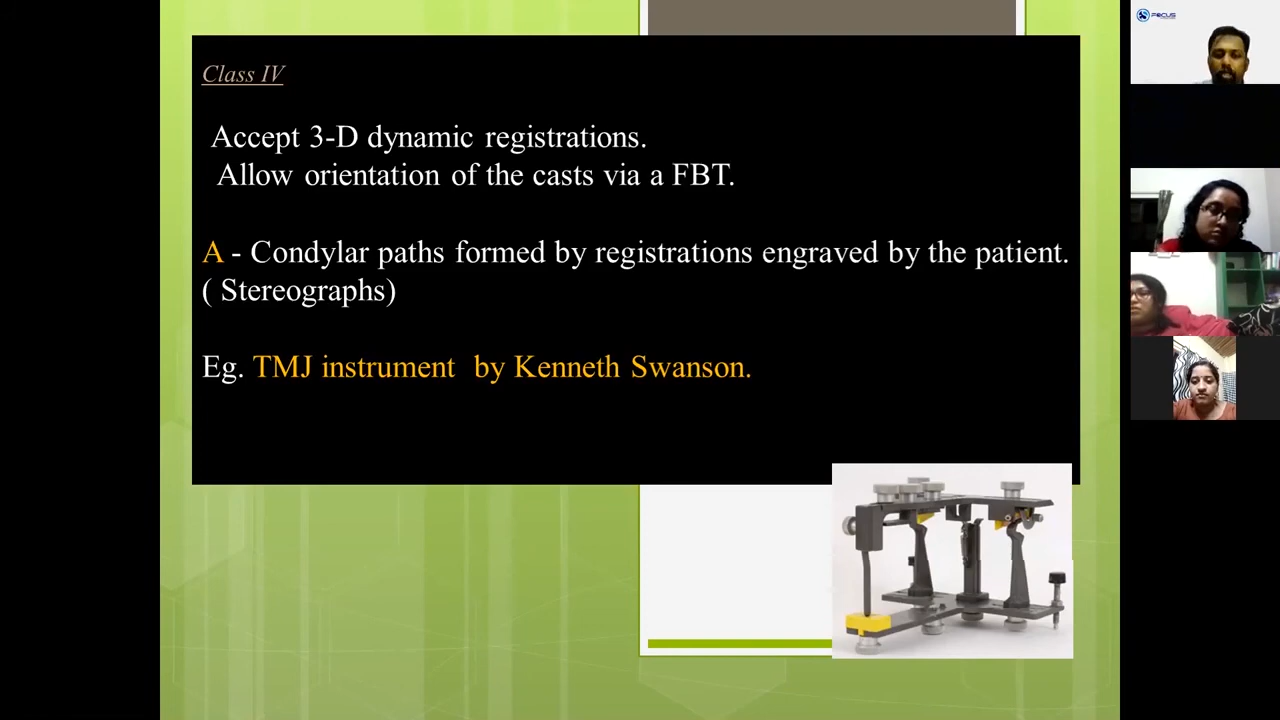 Class IV
Accept 3-D dynamic registrations.
Allow orientation of the casts via a FBT.
A - Condylar paths formed by registrations engraved by the patient.
( Stereographs)
Eg. TMJ instrument by Kenneth Swanson.
FOCUS